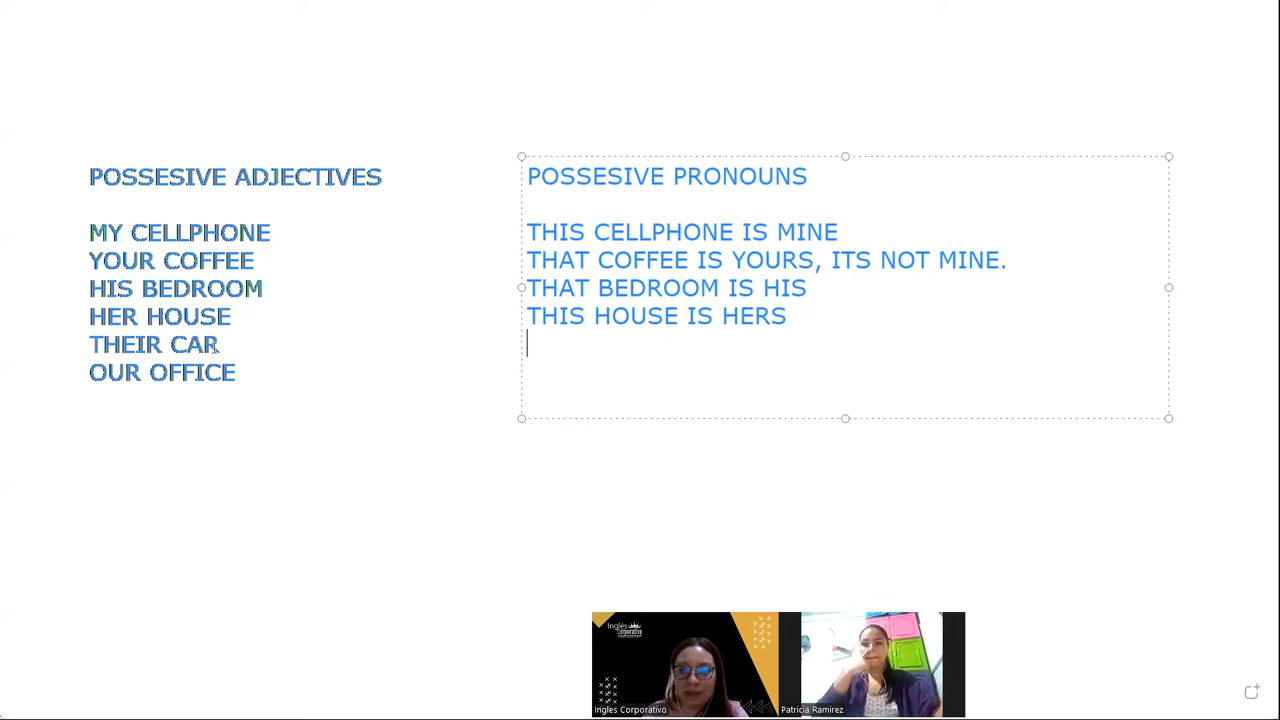 POSSESIVE ADJECTIVES
MY CELLPHONE
YOUR COFFEE
HIS BEDROOM
HER HOUSE
THEIR CAR
OUR OFFICE
POSSESIVE PRONOUNS
THIS CELLPHONE IS MINE
THAT COFFEE IS YOURS, ITS NOT MINE.
THAT BEDROOM IS HIS
THIS HOUSE IS HERS
Inglés
Corporativo
Ingles Corporativo
Patricia Ramirez